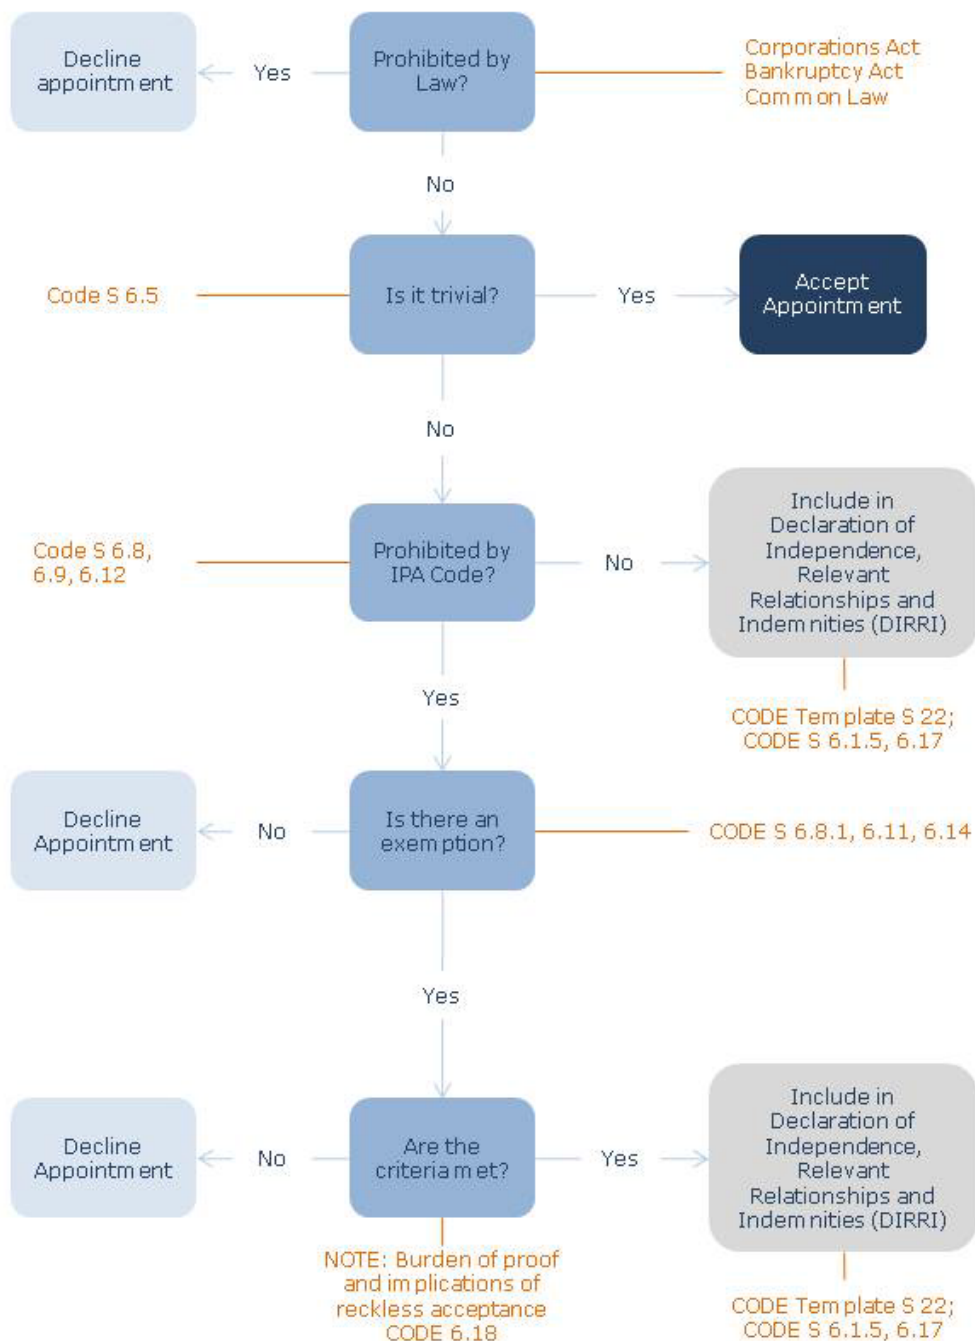 Decline
appointment
Yes
Prohibited by
Law?
Corporations Act
Bankruptcy Act
Common Law
No
Code S 6.5
Is it trivial?
Yes
Accept
Appointment
No
Code S 6.8,
6.9, 6.12
Prohibited by
IPA Code?
No
Include in
Declaration of
Independence,
Relevant
Relationships and
Indemnities (DIRRI)
CODE Template S 22;
CODE S 6.1.5, 6.17
Yes
Decline
Appointment
No
Is there an
exemption?
CODE S 6.8.1, 6.11, 6.14
Yes
Decline
Appointment
No
Are the
criteria met?
Yes
Include in
Declaration of
Independence,
Relevant
Relationships and
Indemnities (DIRRI)
NOTE: Burden of proof
and implications of
reckless acceptance
CODE 6.18
CODE Template S 22;
CODE S 6.1.5, 6.17